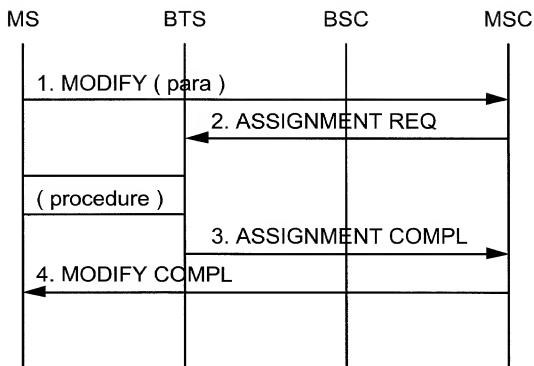 MS BTS BSC MSC
1. MODIFY ( para )
2. ASSIGNMENT REQ
( procedure )
3. ASSIGNMENT COMPL
4. MODIFY COMPL